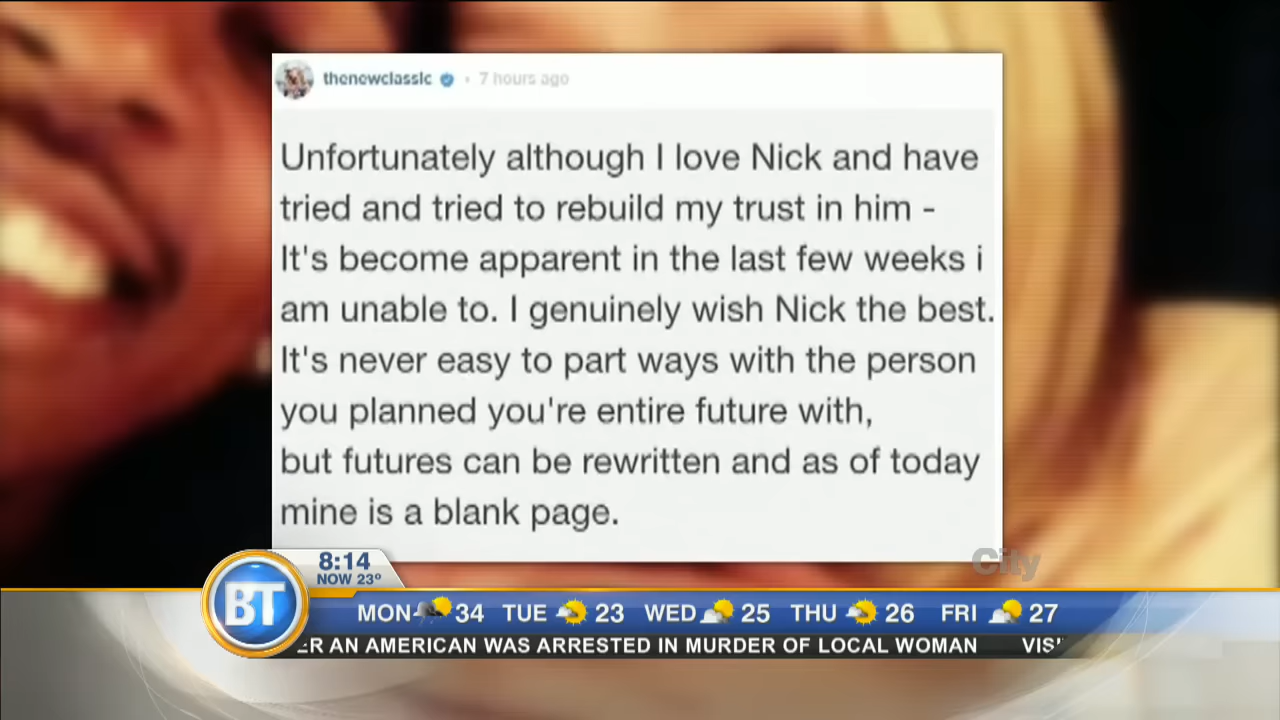 thenewclassic • 7 hours ago
Unfortunately although I love Nick and have
tried and tried to rebuild my trust in him -
It's become apparent in the last few weeks i
am unable to. I genuinely wish Nick the best.
It's never easy to part ways with the person
you planned you're entire future with,
but futures can be rewritten and as of today
mine is a blank page.
City
8:14
NOW 23º
BT
MON 34 TUE 23 WED 25 THU 26 FRI 27
ER AN AMERICAN WAS ARRESTED IN MURDER OF LOCAL WOMAN VIS